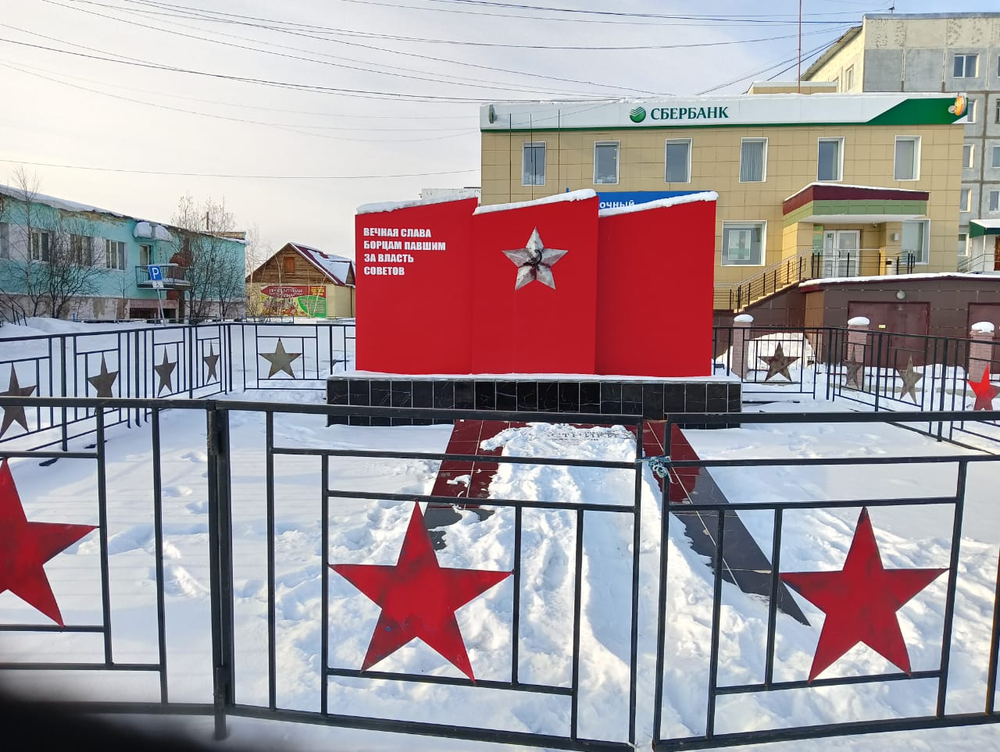 СБЕРБАНК
ОЧНЫЙ
ВЕЧНАЯ СЛАВА
БОРЦАМ ПАВШИМ
ЗА ВЛАСТЬ
СОВЕТОВ
P